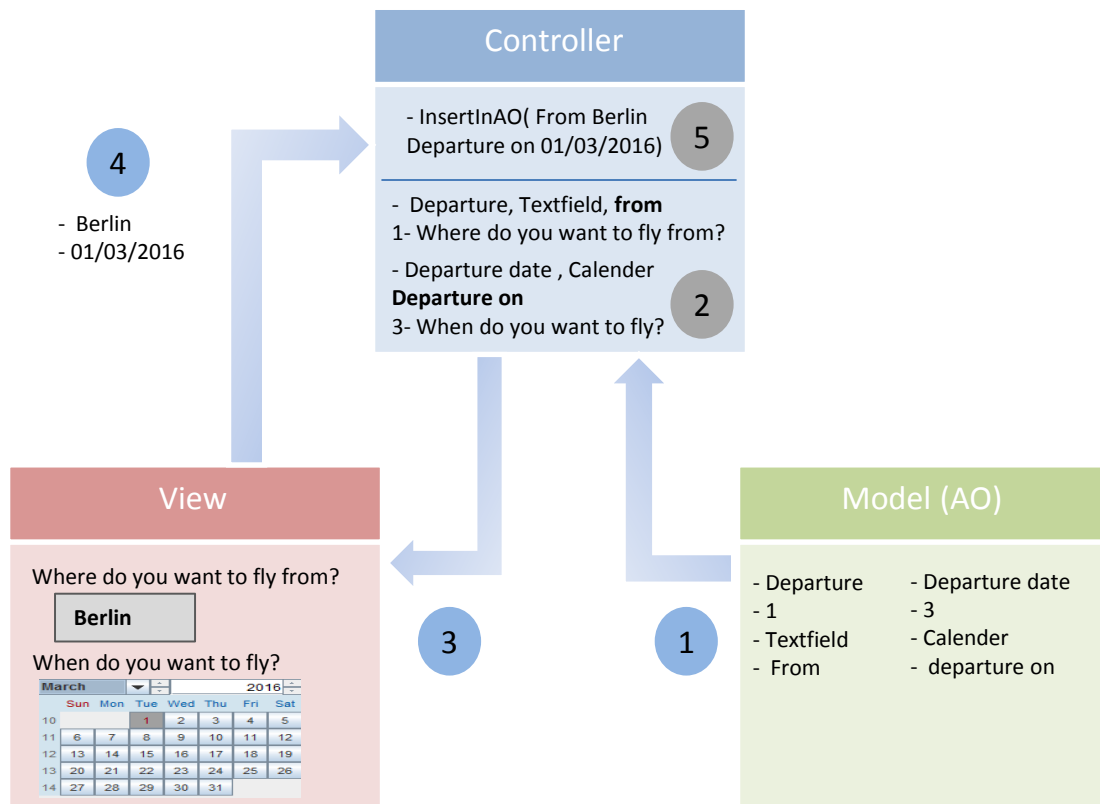 Controller
- InsertInAO( From Berlin
Departure on 01/03/2016)
5
- Departure, Textfield, from
1- Where do you want to fly from?
- Departure date , Calender
Departure on
3- When do you want to fly?
2
4
- Berlin
- 01/03/2016
View
Where do you want to fly from?
Berlin
When do you want to fly?
March 2016
Sun Mon Tue Wed Thu Fri Sat
10 1 2 3 4 5
11 6 7 8 9 10 11 12
12 13 14 15 16 17 18 19
13 20 21 22 23 24 25 26
14 27 28 29 30 31
3
1
Model (AO)
- Departure
- 1
- Textfield
- From
- Departure date
- 3
- Calender
- departure on